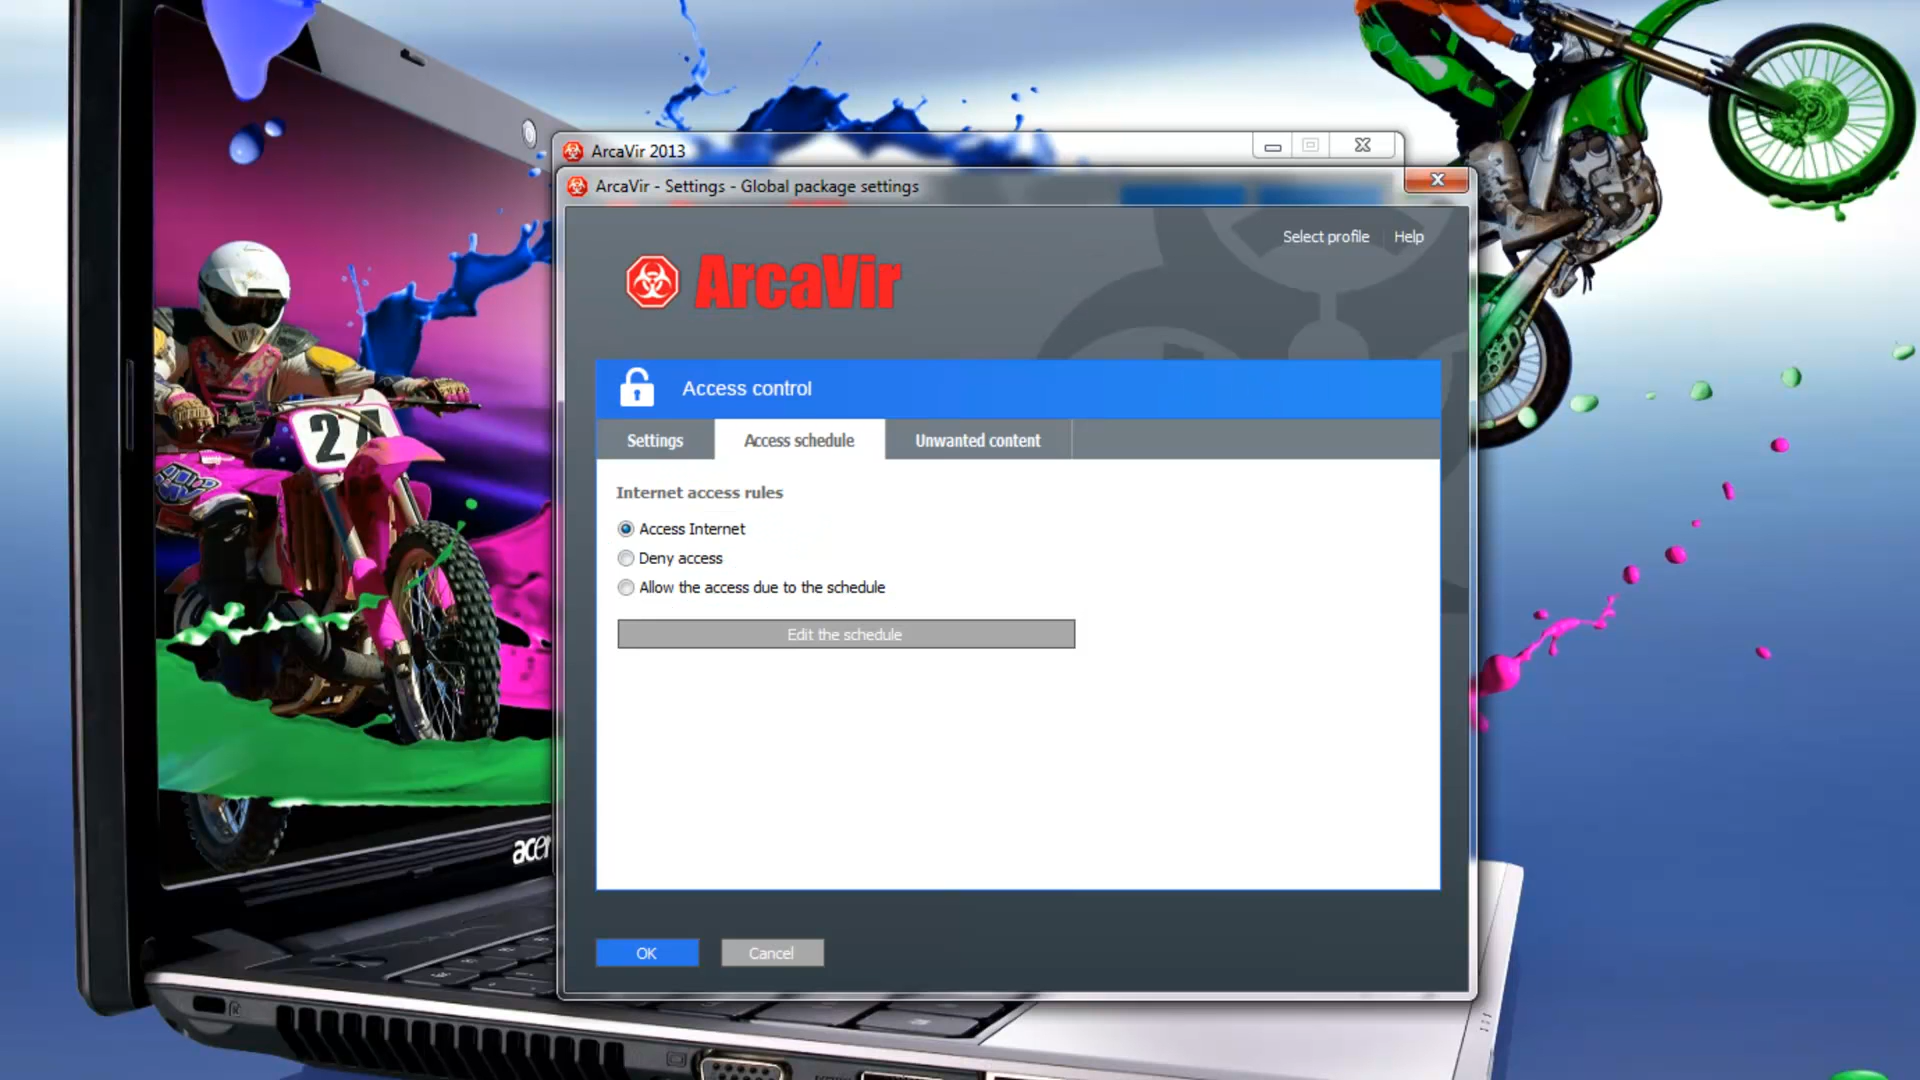 ArcaVir 2013
ArcaVir - Settings - Global package settings
Select profile
Help
ArcaVir
Access control
Settings
Access schedule
Unwanted content
Internet access rules
Access Internet
Deny access
Allow the access due to the schedule
Edit the schedule
OK
Cancel
24
acer